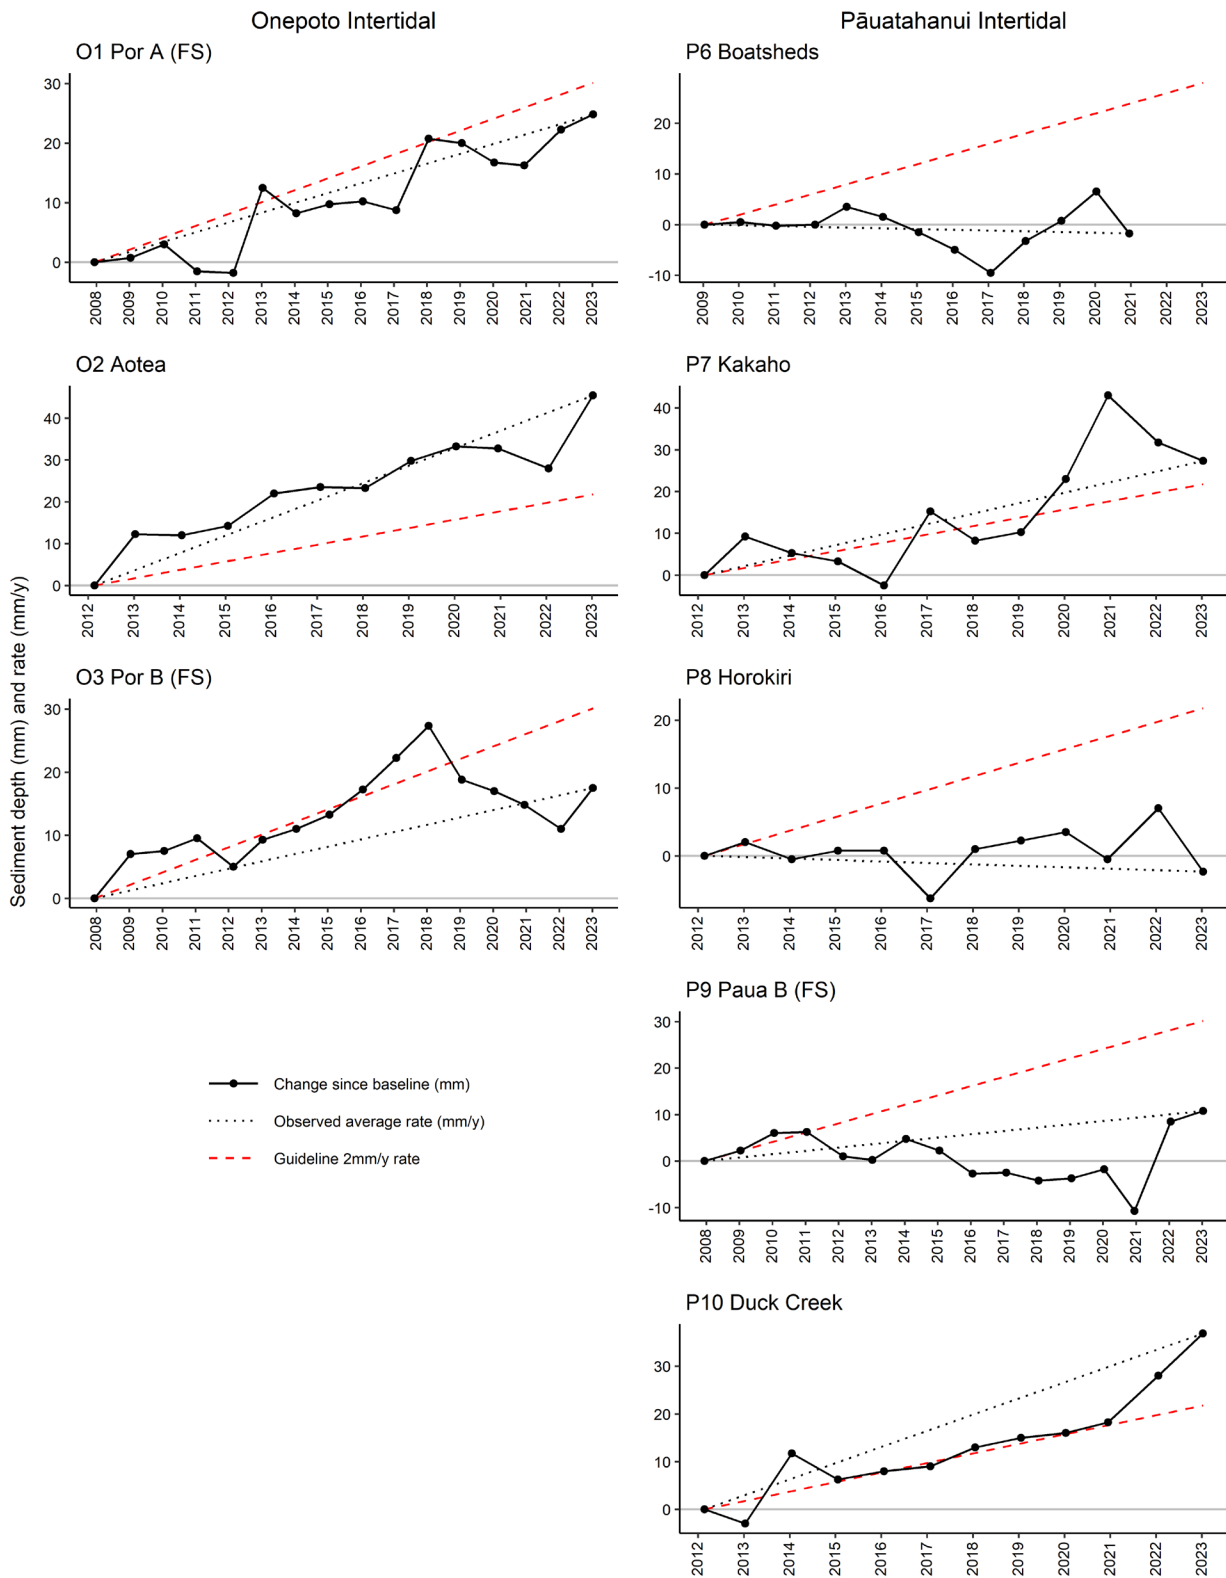 Onepoto Intertidal
Pāuatahanui Intertidal
Sediment depth (mm) and rate (mm/y)
O1 Por A (FS)
30
20
10
0
2008 2009 2010 2011 2012 2013 2014 2015 2016 2017 2018 2019 2020 2021 2022 2023
P6 Boatsheds
20
10
0
-10
2009 2010 2011 2012 2013 2014 2015 2016 2017 2018 2019 2020 2021 2022 2023
O2 Aotea
40
30
20
10
0
2012 2013 2014 2015 2016 2017 2018 2019 2020 2021 2022 2023
P7 Kakaho
40
30
20
10
0
2012 2013 2014 2015 2016 2017 2018 2019 2020 2021 2022 2023
O3 Por B (FS)
30
20
10
0
2008 2009 2010 2011 2012 2013 2014 2015 2016 2017 2018 2019 2020 2021 2022 2023
P8 Horokiri
20
10
0
2012 2013 2014 2015 2016 2017 2018 2019 2020 2021 2022 2023
P9 Paua B (FS)
30
20
10
0
-10
2008 2009 2010 2011 2012 2013 2014 2015 2016 2017 2018 2019 2020 2021 2022 2023
Change since baseline (mm)
Observed average rate (mm/y)
Guideline 2mm/y rate
P10 Duck Creek
30
20
10
0
2012 2013 2014 2015 2016 2017 2018 2019 2020 2021 2022 2023